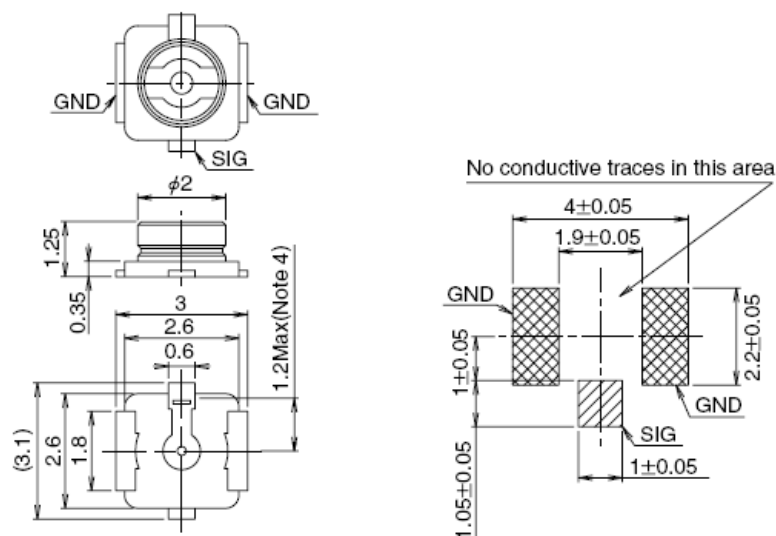 GND
GND
SIG
ϕ2
1.25
0.35
3
2.6
0.6
1.2Max(Note 4)
(3.1)
2.6
1.8
No conductive traces in this area
4±0.05
1.9±0.05
GND
2.2±0.05
1±0.05
GND
SIG
1.05±0.05
1±0.05